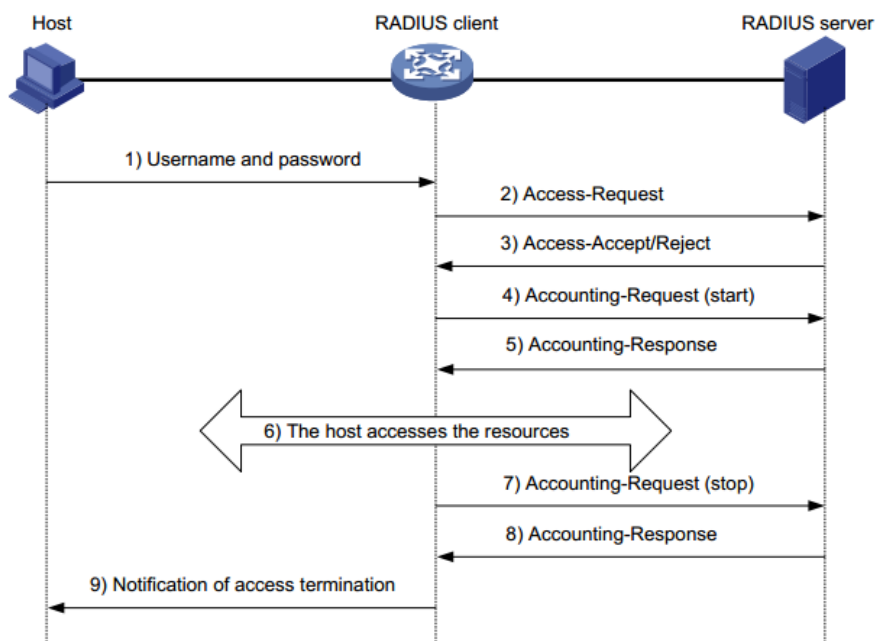 Host
RADIUS client
RADIUS server
1) Username and password
2) Access-Request
3) Access-Accept/Reject
4) Accounting-Request (start)
5) Accounting-Response
6) The host accesses the resources
7) Accounting-Request (stop)
8) Accounting-Response
9) Notification of access termination